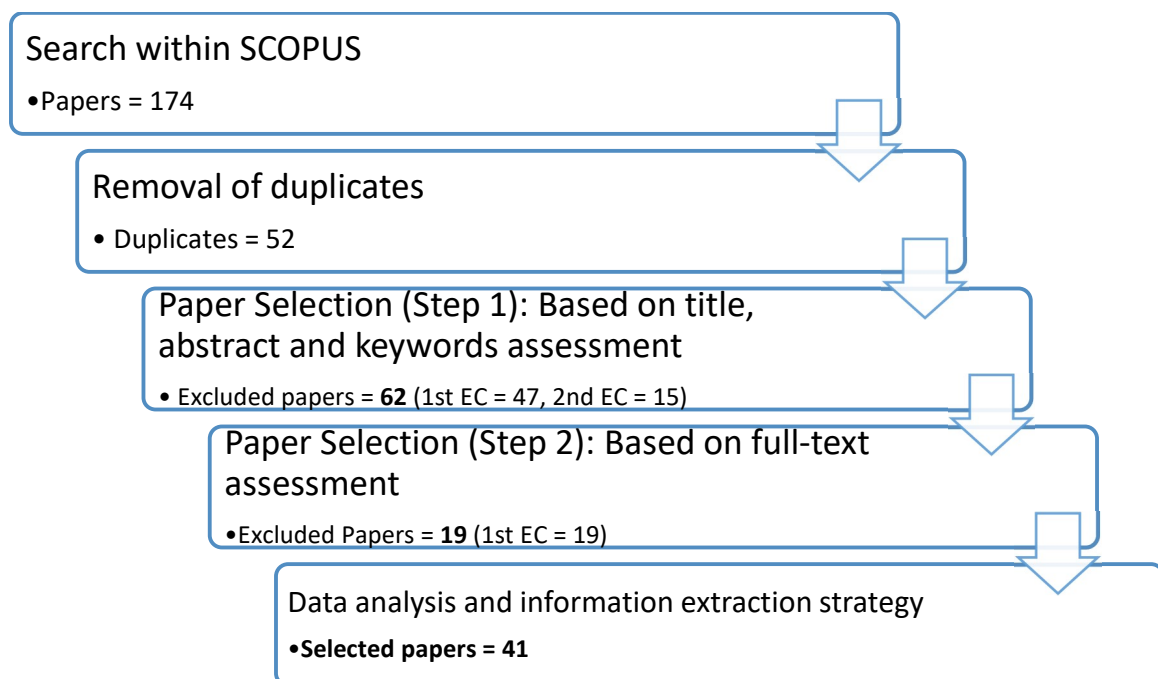 Search within SCOPUS
•Papers = 174
Removal of duplicates
• Duplicates = 52
Paper Selection (Step 1): Based on title,
abstract and keywords assessment
• Excluded papers = 62 (1st EC = 47, 2nd EC = 15)
Paper Selection (Step 2): Based on full-text
assessment
•Excluded Papers = 19 (1st EC = 19)
Data analysis and information extraction strategy
•Selected papers = 41